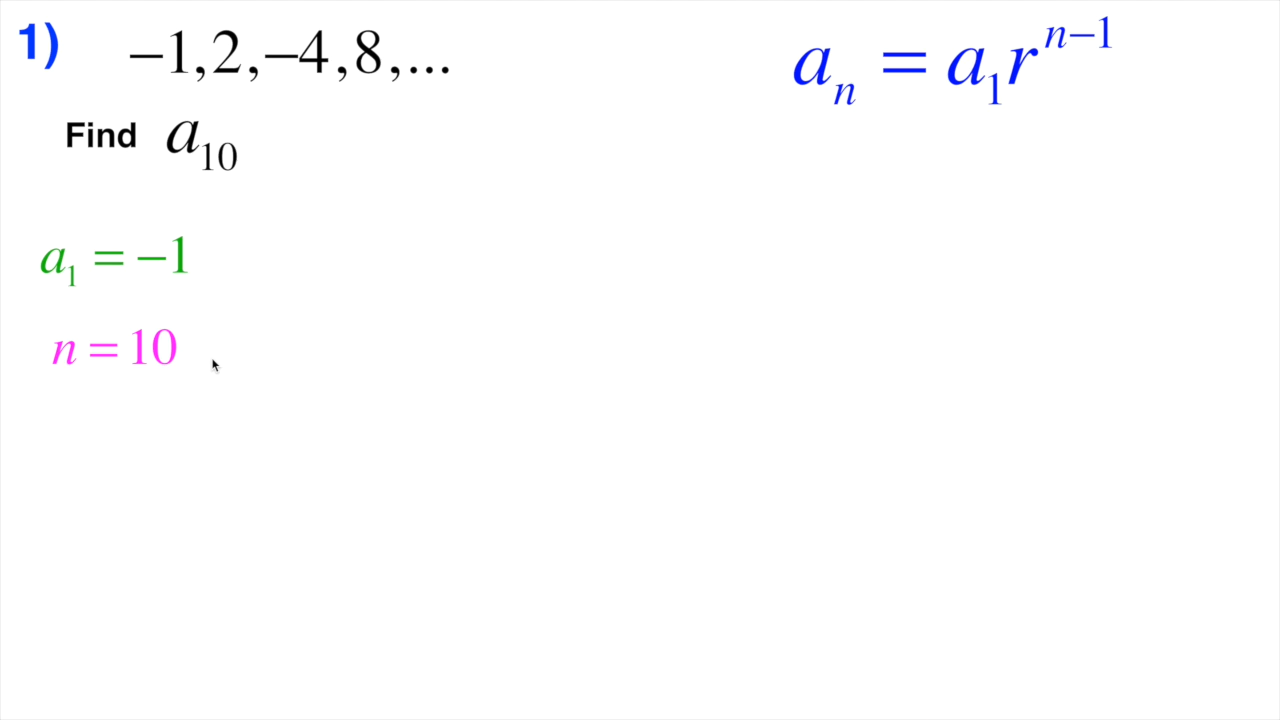 1) −1,2,−4,8,...
aₙ = a₁rⁿ⁻¹
Find a₁₀
a₁ = −1
n = 10